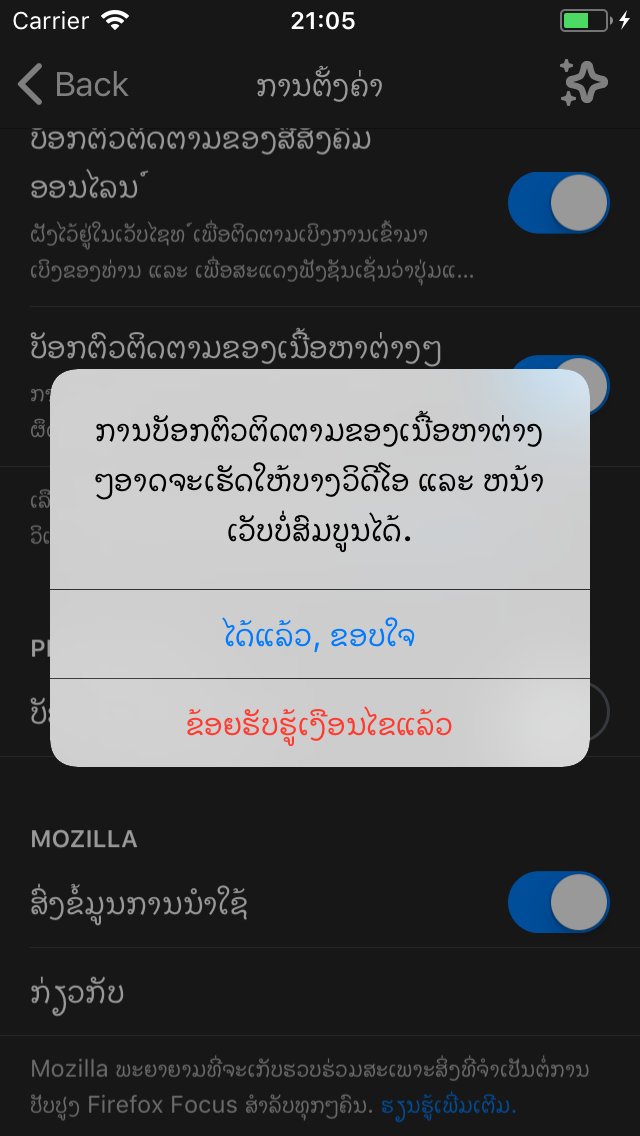 Carrier
21:05
Back
ການຕັ້ງຄ່າ
ບັອກຕົວຕິດຕາມຂອງສື່ສັງຄົມ
ອອນໄລນ໌
ຝັງໄວ້ຢູ່ໃນເວັບໄຊທ໌ເພື່ອຕິດຕາມເບິງການເຂົ້າມາ
ເບິງຂອງທ່ານ ແລະ ເພື່ອສະແດງຟັງຊັນເຊັ່ນວ່າປຸ່ມແ...
ບັອກຕົວຕິດຕາມຂອງເນື້ອຫາຕ່າງໆ
ການບັອກຕົວຕິດຕາມຂອງເນື້ອຫາຕ່າງ
ໆອາດຈະເຮັດໃຫ້ບາງວິດີໂອ ແລະ ຫນ້າ
ເວັບບໍ່ສົມບູນໄດ້.
ໄດ້ແລ້ວ, ຂອບໃຈ
ຂ້ອຍຮັບຮູ້ເງືອນໄຂແລ້ວ
MOZILLA
ສົ່ງຂໍ້ມູນການນຳໃຊ້
ກ່ຽວກັບ
Mozilla ພະຍາຍາມທີ່ຈະເກັບຮວບຮ່ວມສະເພາະສິ່ງທີ່ຈຳເປັນຕໍ່ການ
ປັບປູງ Firefox Focus ສຳລັບທຸກໆຄົນ. ຮຽນຮູ້ເພີ່ມເຕີມ.